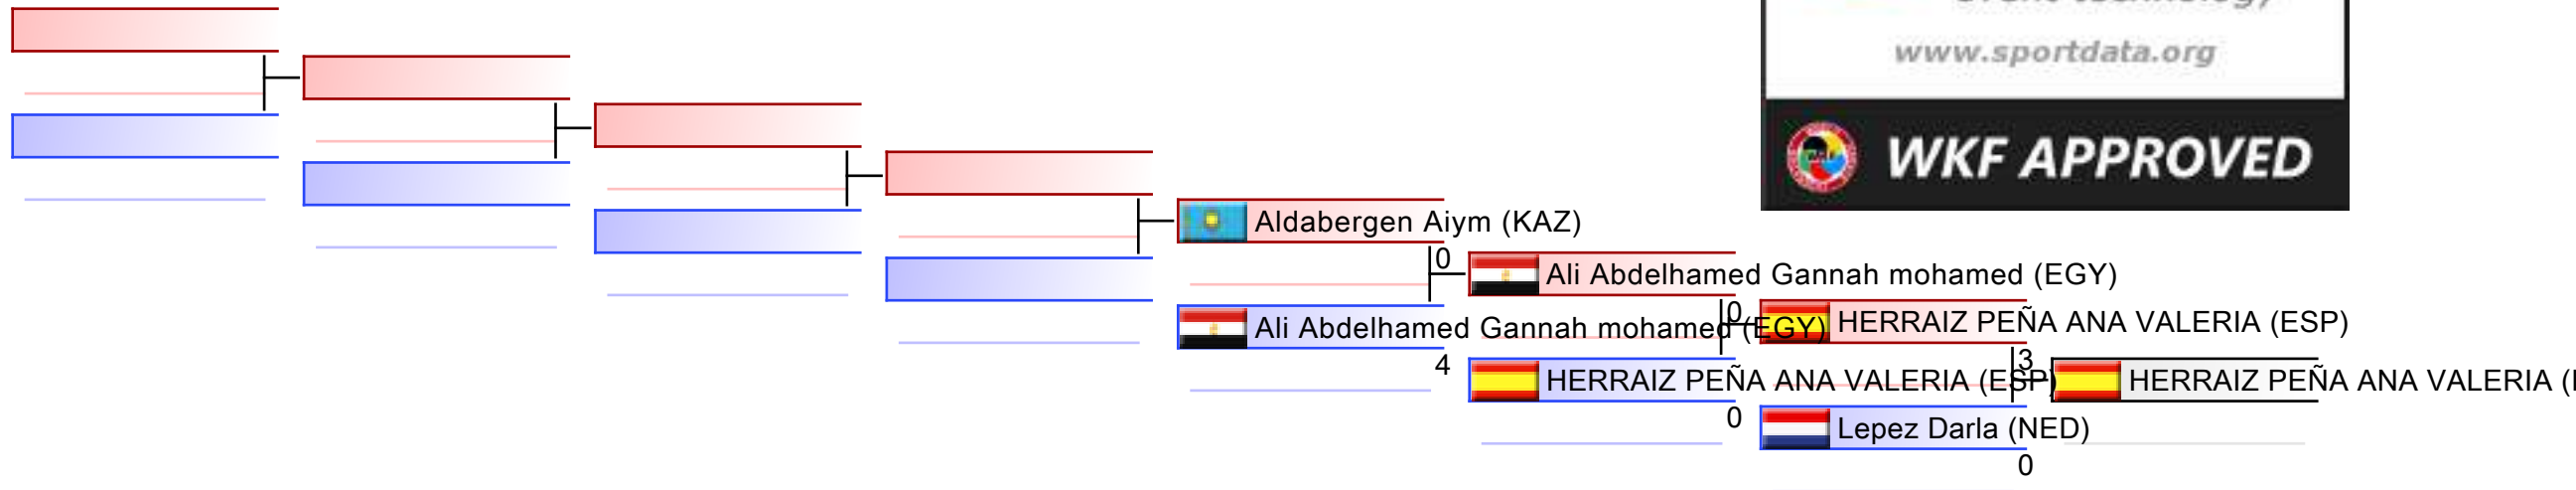 www.sportdata.org
WKF APPROVED
Aldabergen Aiym (KAZ)
0
Ali Abdelhamed Gannah mohamed (EGY)
0
Ali Abdelhamed Gannah mohamed (EGY)
HERRAIZ PEÑA ANA VALERIA (ESP)
4
3
HERRAIZ PEÑA ANA VALERIA (ESP)
HERRAIZ PEÑA ANA VALERIA (
0
Lepez Darla (NED)
0